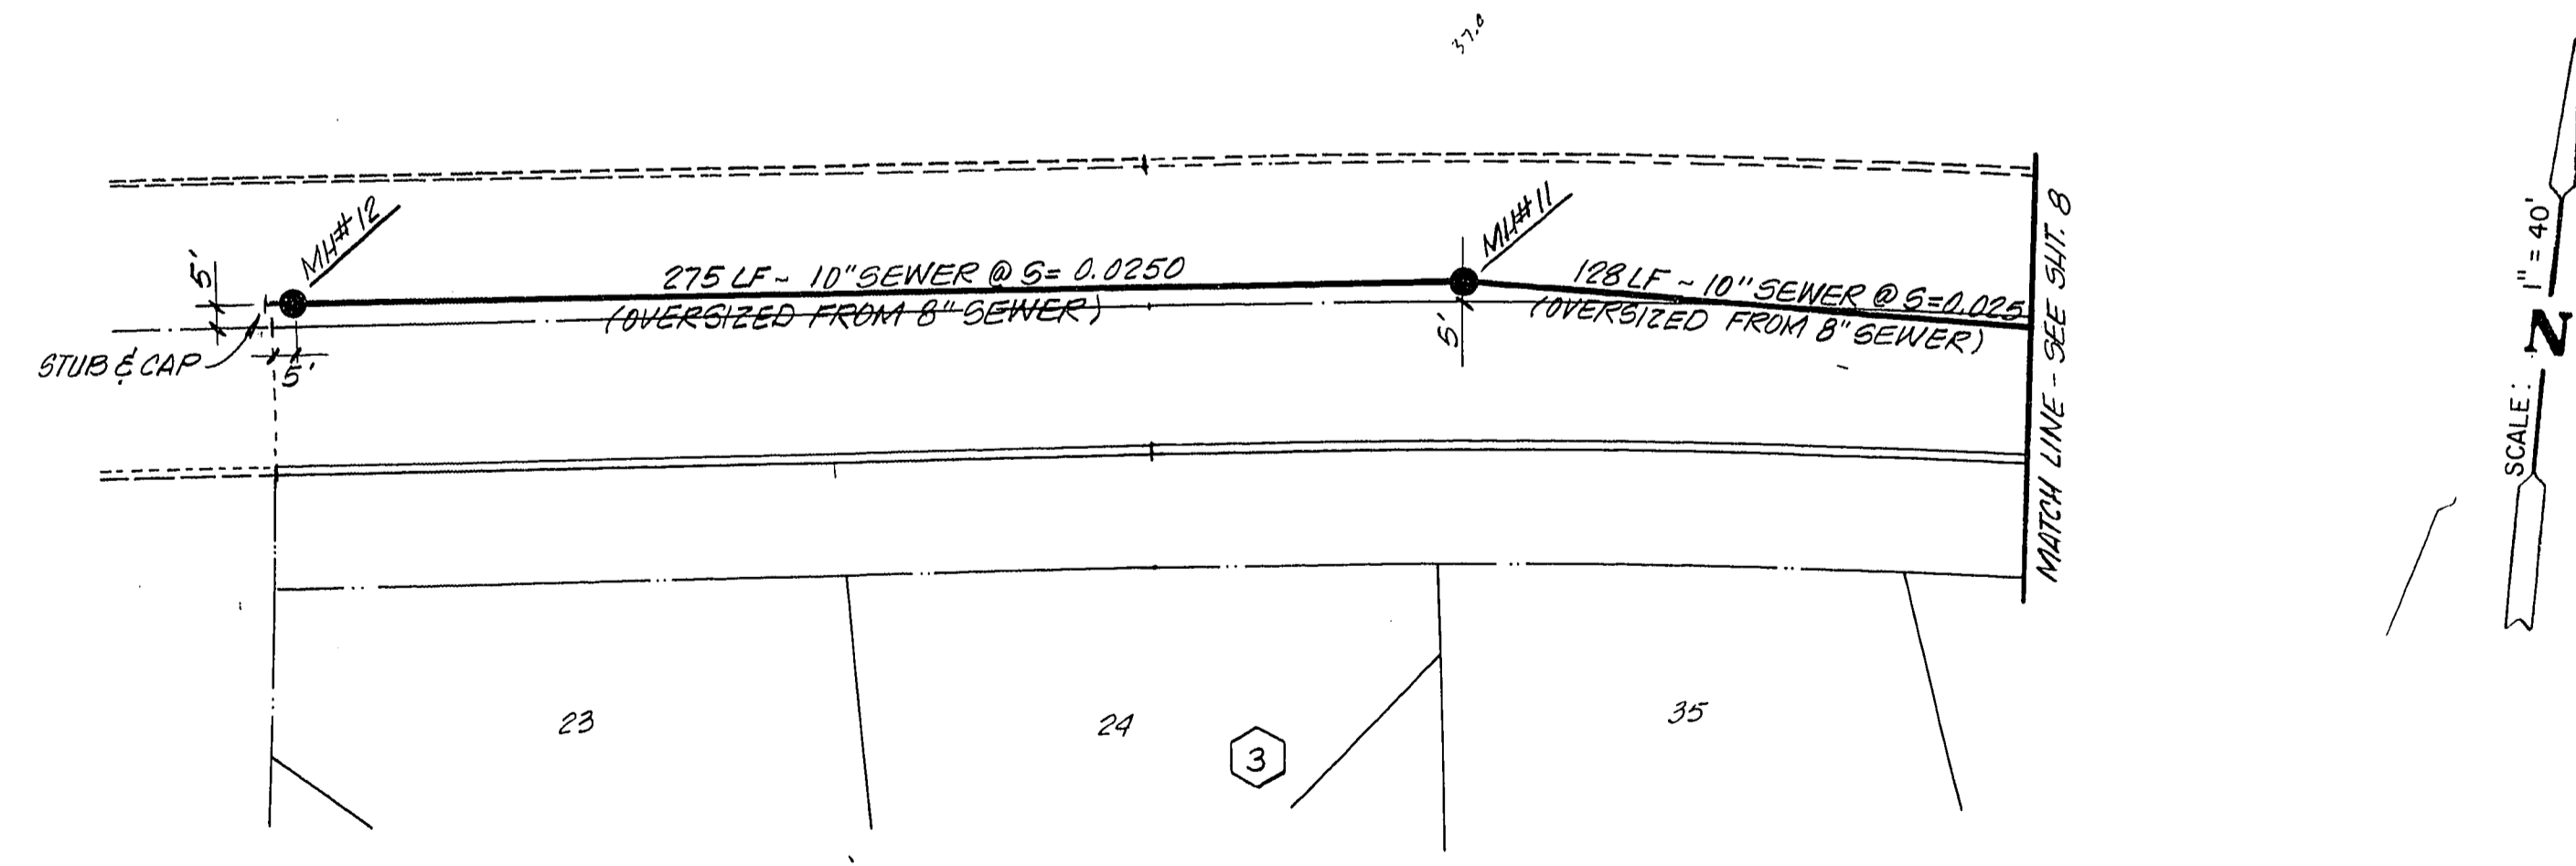 37.0
MH#12
MH#11
5'
275 LF ~ 10" SEWER @ S= 0.0250
(OVERSIZED FROM 8" SEWER)
128 LF ~ 10" SEWER @ S=0.025
(OVERSIZED FROM 8" SEWER)
STUB & CAP
5'
5'
MATCH LINE - SEE SHT. 8
SCALE: 1" = 40'
N
23
24
3
35